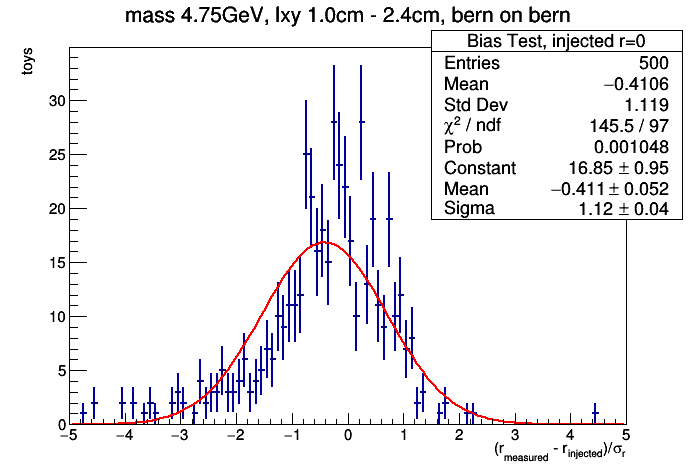 mass 4.75GeV, lxy 1.0cm - 2.4cm, bern on bern
Bias Test, injected r=0
Entries 500
Mean −0.4106
Std Dev 1.119
χ² / ndf 145.5 / 97
Prob 0.001048
Constant 16.85 ± 0.95
Mean −0.411 ± 0.052
Sigma 1.12 ± 0.04
toys
30
25
20
15
10
5
0
−5 −4 −3 −2 −1 0 1 2 3 4 5
(r_measured - r_injected)/σ_r